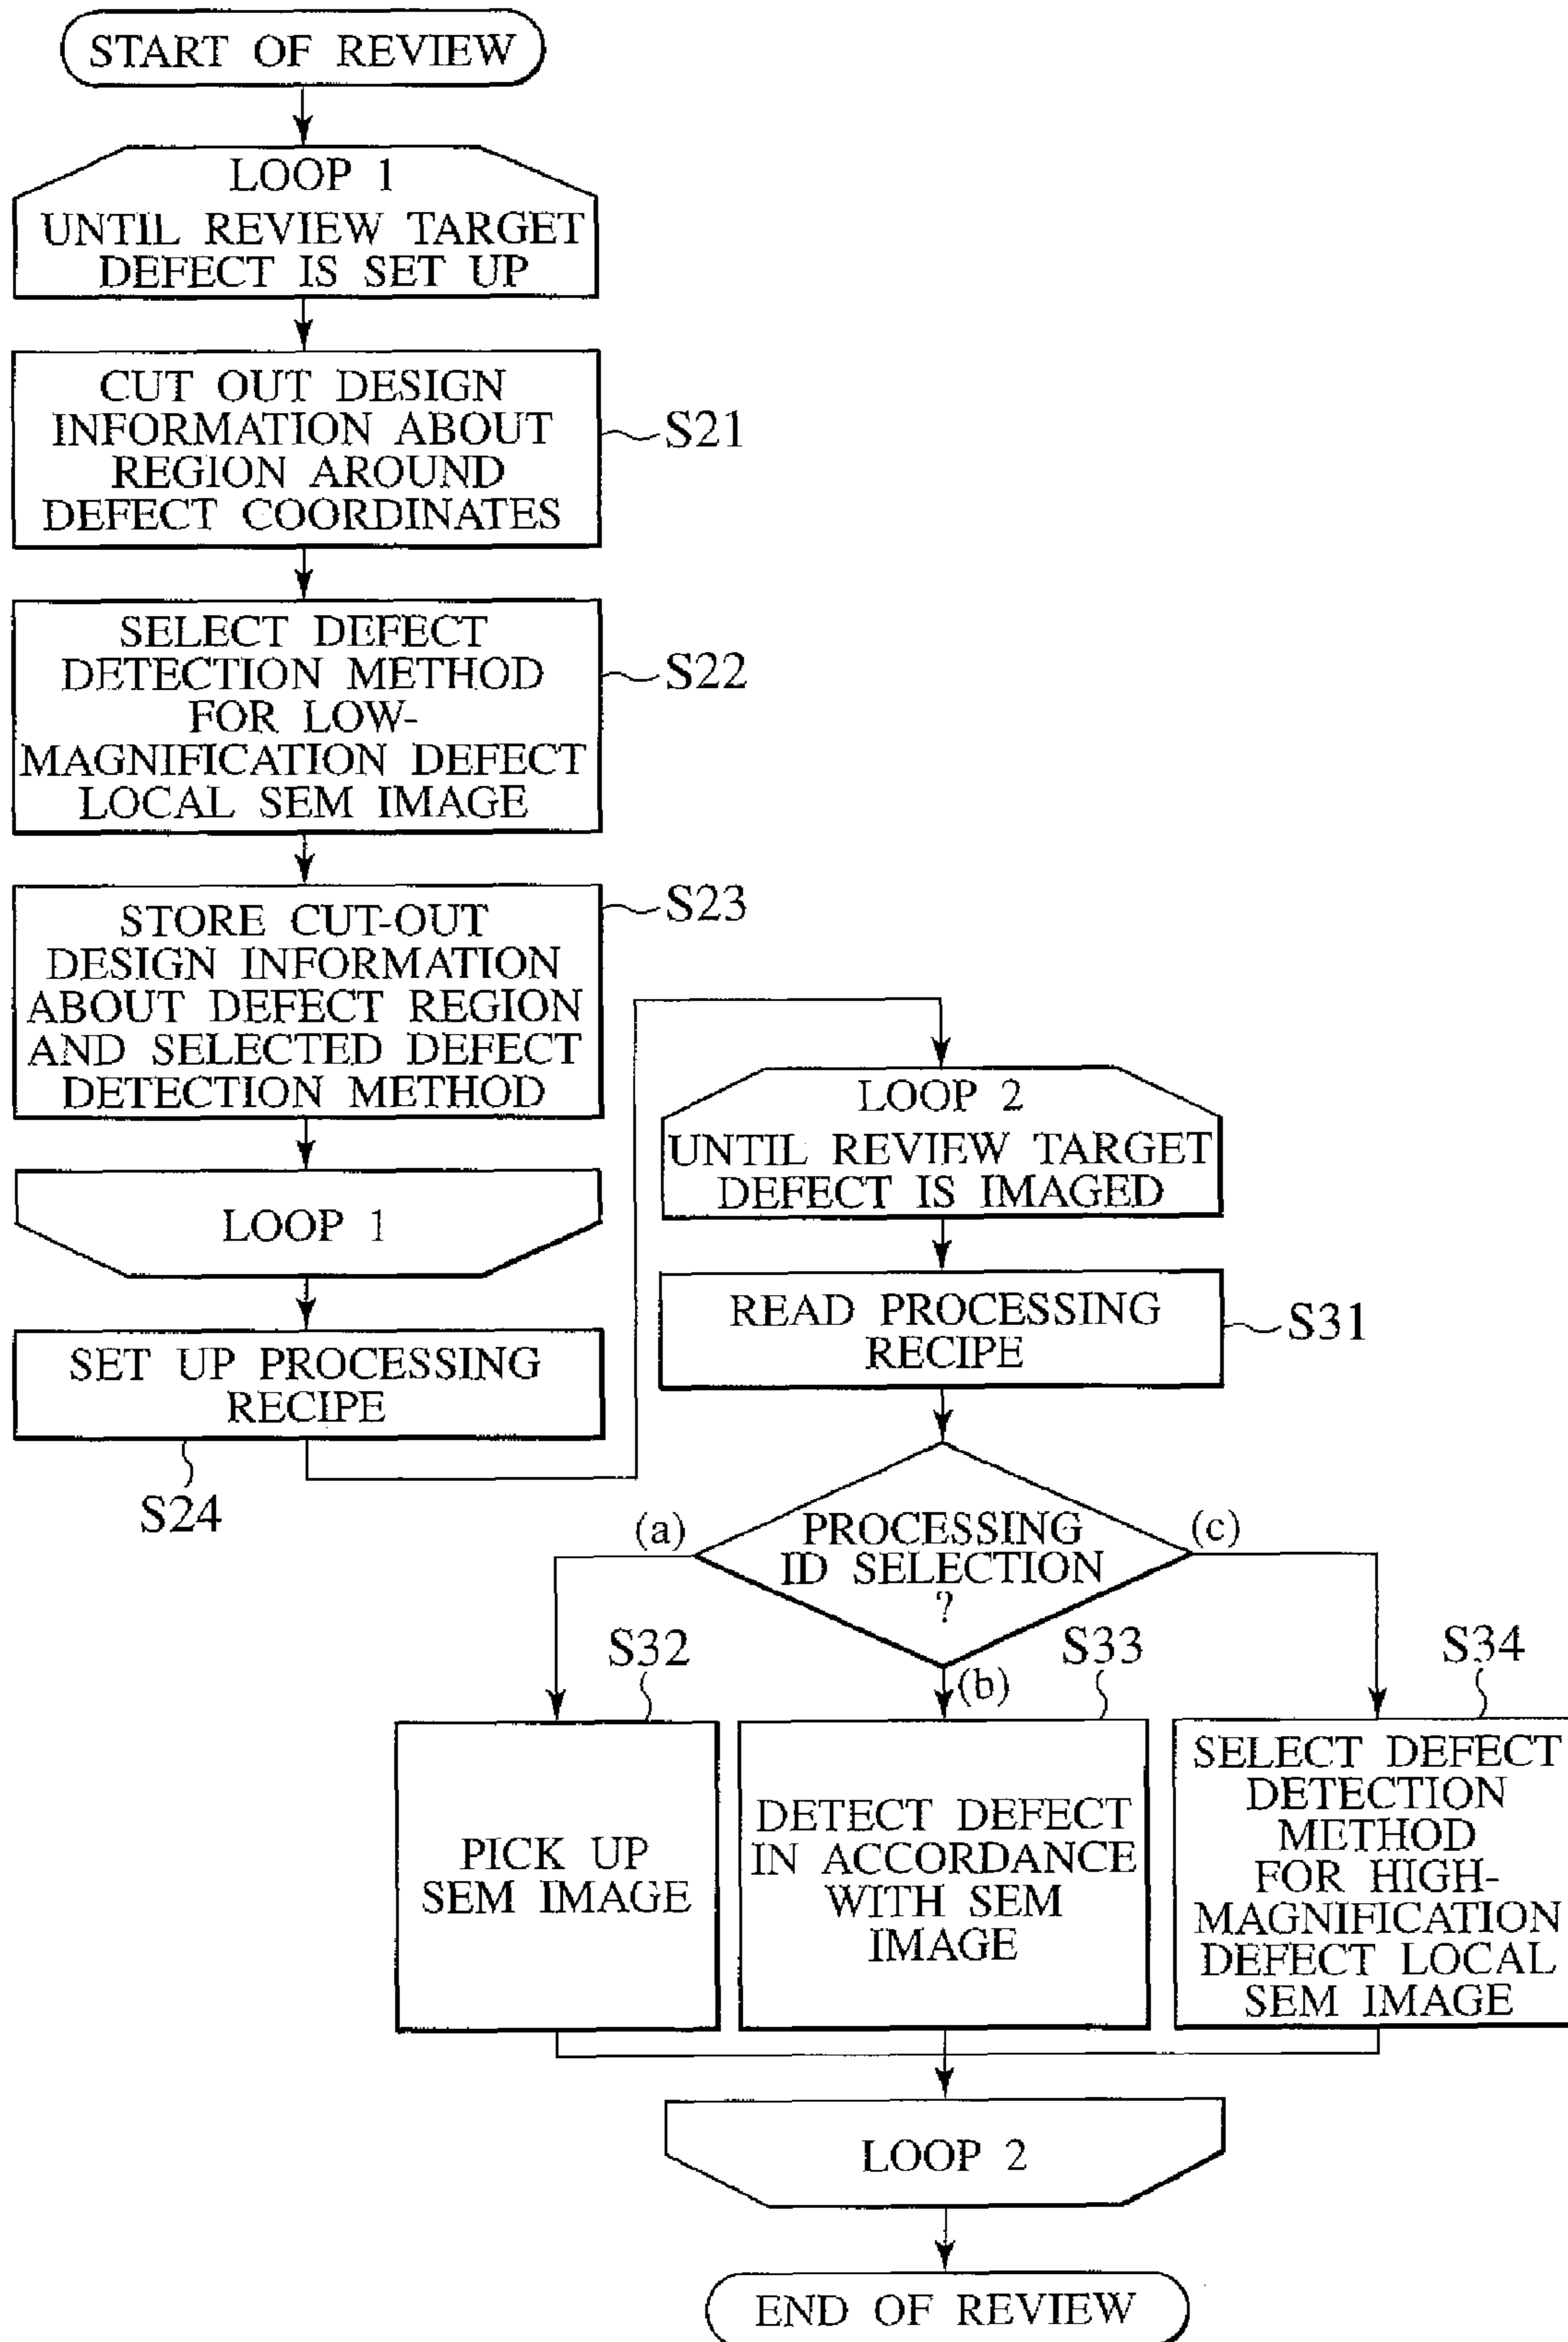 START OF REVIEW
LOOP 1
UNTIL REVIEW TARGET
DEFECT IS SET UP
CUT OUT DESIGN
INFORMATION ABOUT
REGION AROUND
DEFECT COORDINATES
S21
SELECT DEFECT
DETECTION METHOD
FOR LOW-
MAGNIFICATION DEFECT
LOCAL SEM IMAGE
S22
STORE CUT-OUT
DESIGN INFORMATION
ABOUT DEFECT REGION
AND SELECTED DEFECT
DETECTION METHOD
S23
LOOP 1
SET UP PROCESSING
RECIPE
S24
LOOP 2
UNTIL REVIEW TARGET
DEFECT IS IMAGED
READ PROCESSING
RECIPE
S31
PROCESSING
ID SELECTION
?
(a)
(b)
(c)
S32
PICK UP
SEM IMAGE
S33
DETECT DEFECT
IN ACCORDANCE
WITH SEM
IMAGE
S34
SELECT DEFECT
DETECTION
METHOD
FOR HIGH-
MAGNIFICATION
DEFECT LOCAL
SEM IMAGE
LOOP 2
END OF REVIEW